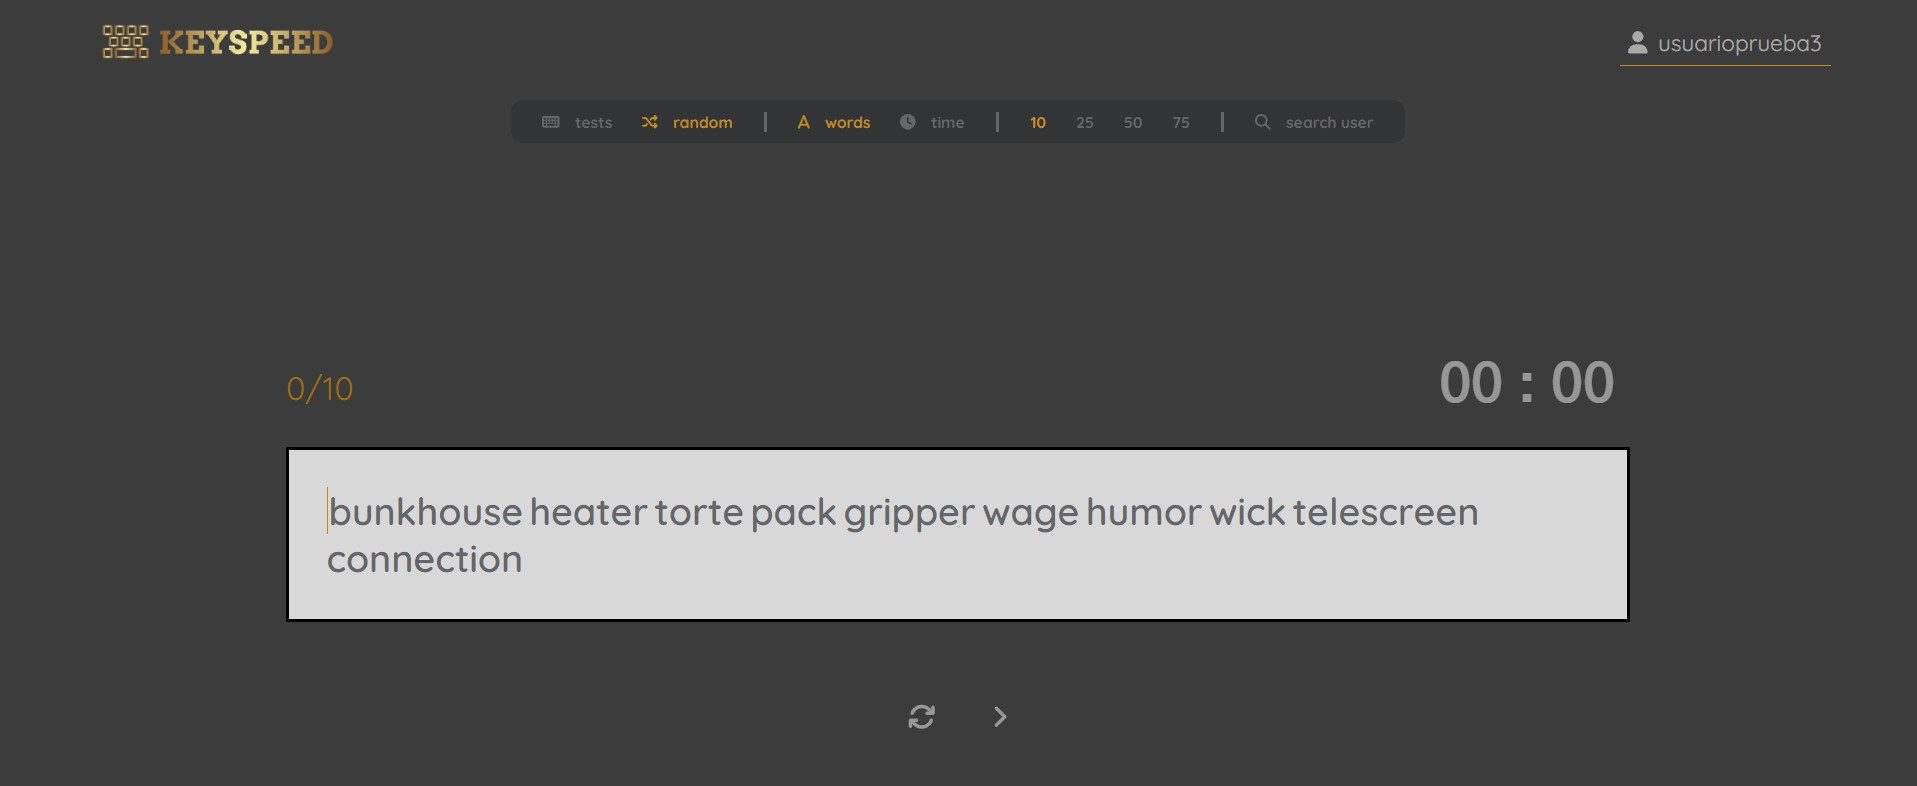 KEYSPEED
usuarioprueba3
tests random words time 10 25 50 75 search user
0/10
00 : 00
bunkhouse heater torte pack gripper wage humor wick telescreen
connection